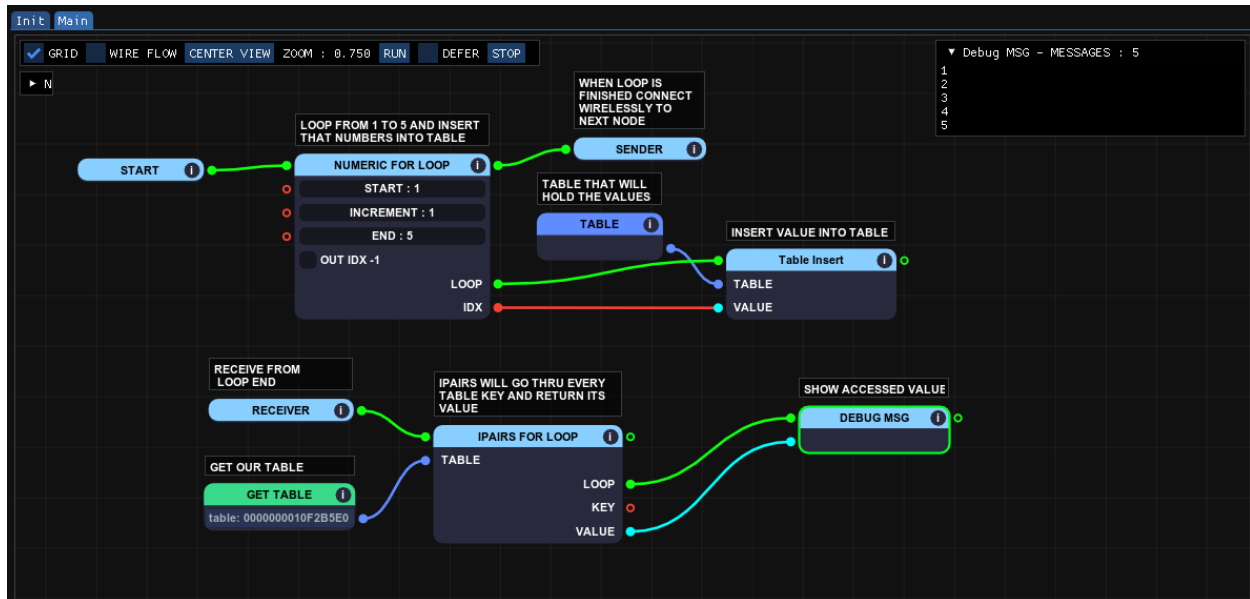 Init Main
GRID WIRE FLOW CENTER VIEW ZOOM : 0.750 RUN DEFER STOP
N
Debug MSG - MESSAGES : 5
1
2
3
4
5
WHEN LOOP IS
FINISHED CONNECT
WIRELESSLY TO
NEXT NODE
SENDER
LOOP FROM 1 TO 5 AND INSERT
THAT NUMBERS INTO TABLE
START
NUMERIC FOR LOOP
START : 1
INCREMENT : 1
END : 5
OUT IDX -1
LOOP
IDX
TABLE THAT WILL
HOLD THE VALUES
TABLE
INSERT VALUE INTO TABLE
Table Insert
TABLE
VALUE
RECEIVE FROM
LOOP END
RECEIVER
GET OUR TABLE
GET TABLE
table: 0000000010F2B5E0
IPAIRS WILL GO THRU EVERY
TABLE KEY AND RETURN ITS
VALUE
IPAIRS FOR LOOP
TABLE
LOOP
KEY
VALUE
SHOW ACCESSED VALUE
DEBUG MSG